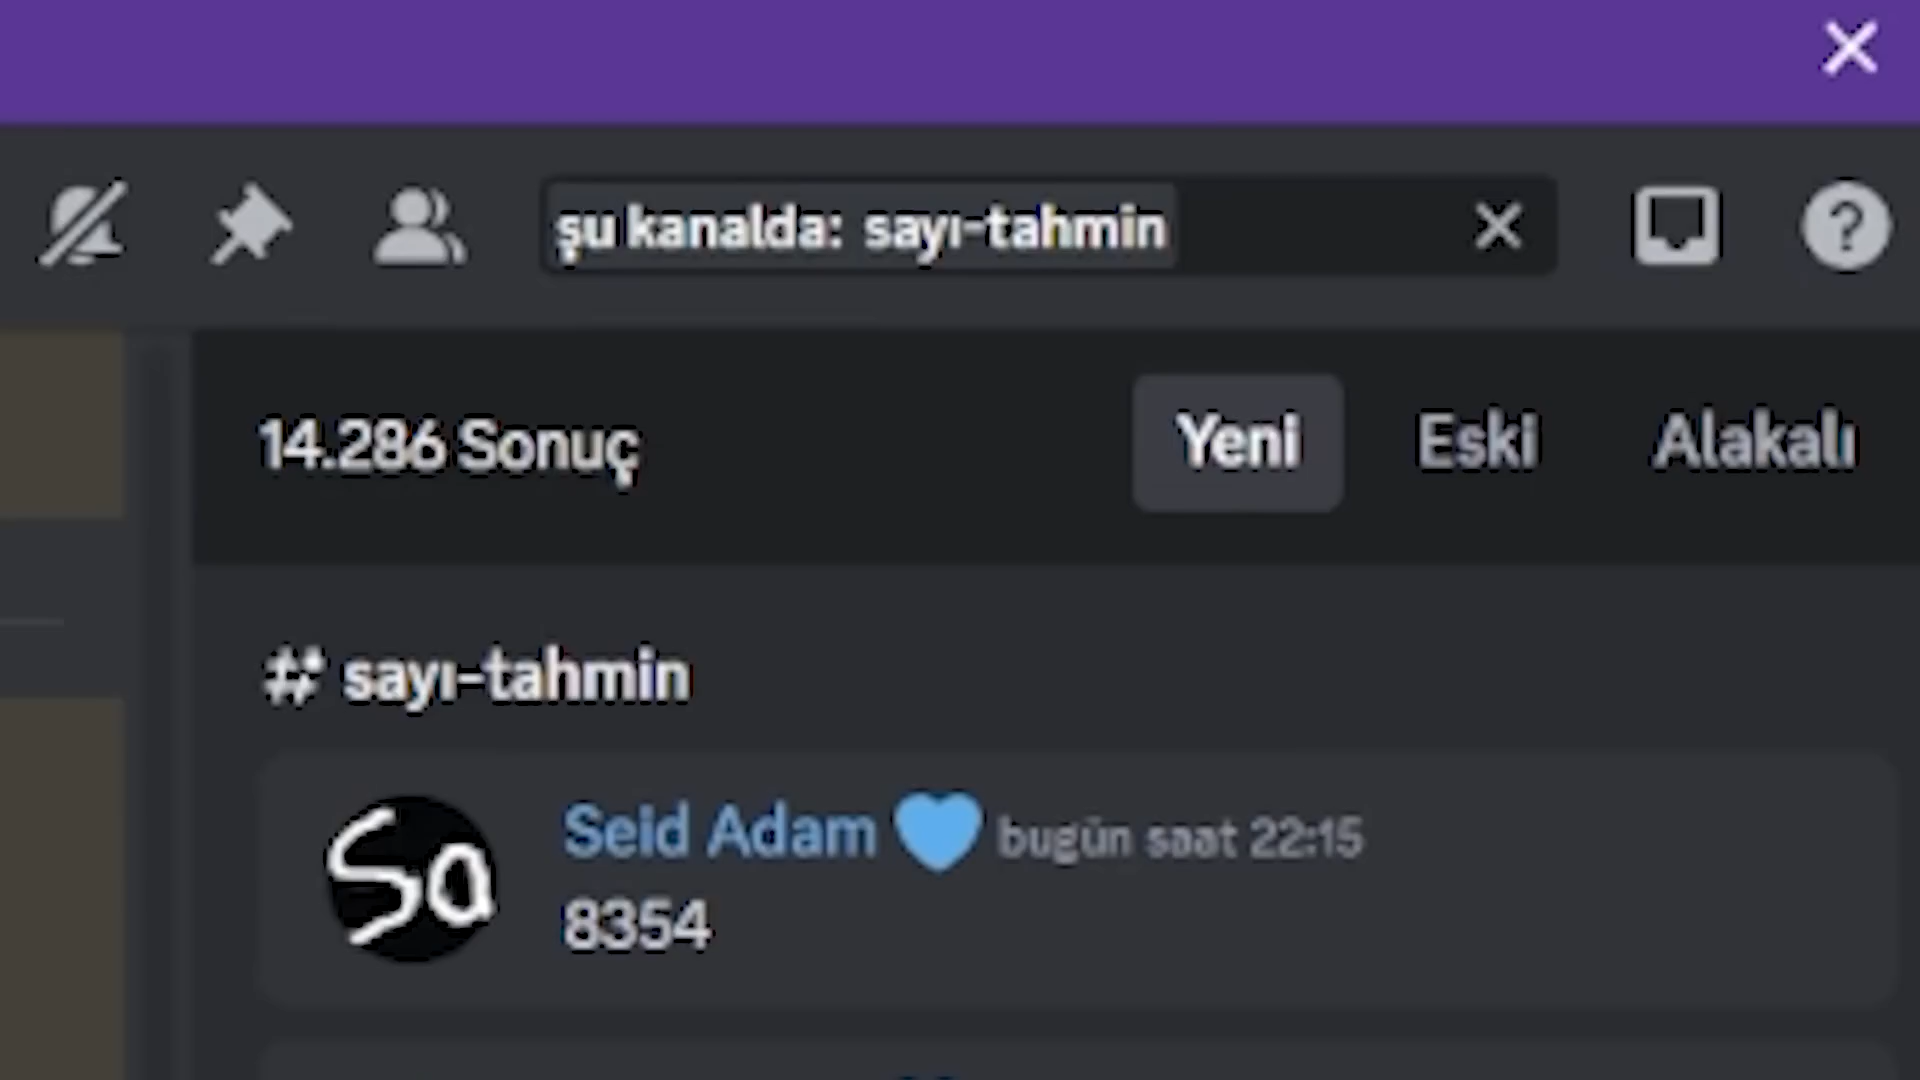 şu kanalda: sayı-tahmin
14.286 Sonuç
Yeni Eski Alakalı
sayı-tahmin
Sa
Seid Adam bugün saat 22:15
8354